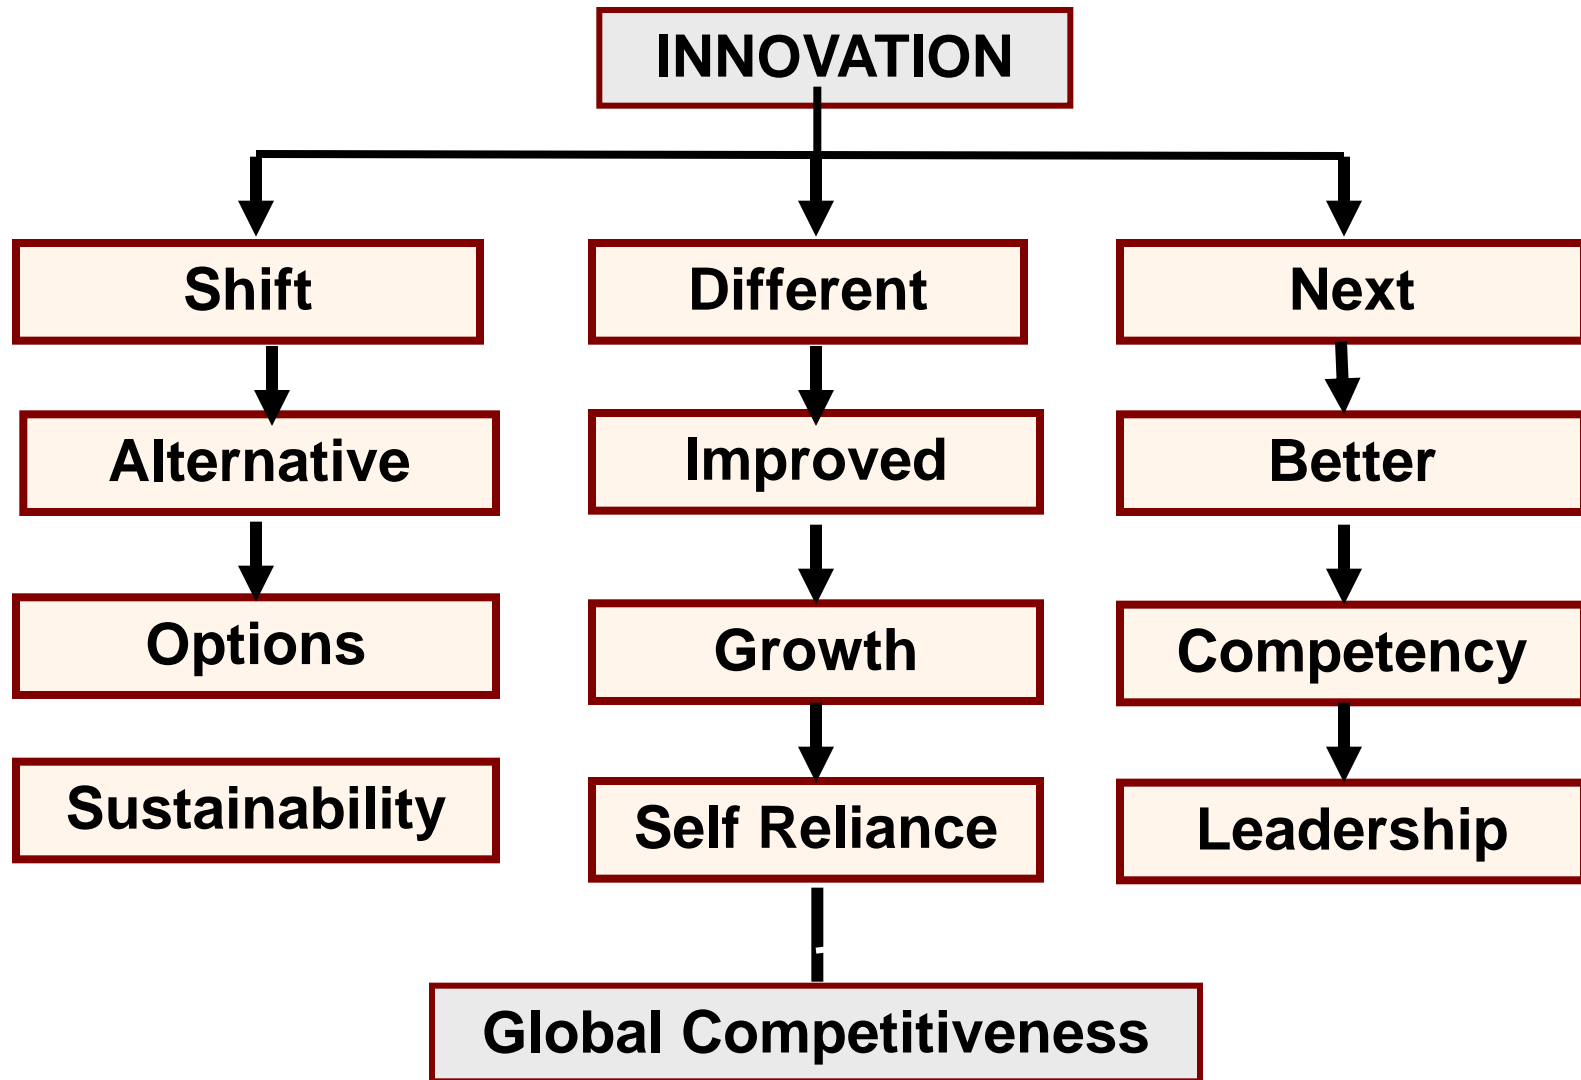 INNOVATION
Shift
Different
Next
Alternative
Improved
Better
Options
Growth
Competency
Sustainability
Self Reliance
Leadership
Global Competitiveness